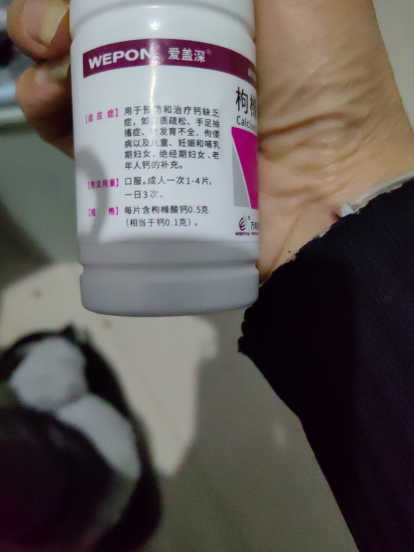 WEPON® 爱盖深®
【适应症】用于预防和治疗钙缺乏
症，如骨质疏松、手足抽
搐症、骨发育不全、佝偻
病以及儿童、妊娠和哺乳
期妇女、绝经期妇女、老
年人钙的补充。
【用法用量】口服。成人一次1-4片，
一日3次。
【规 格】每片含枸橼酸钙0.5克
（相当于钙0.1克）。
枸橼
Calcium